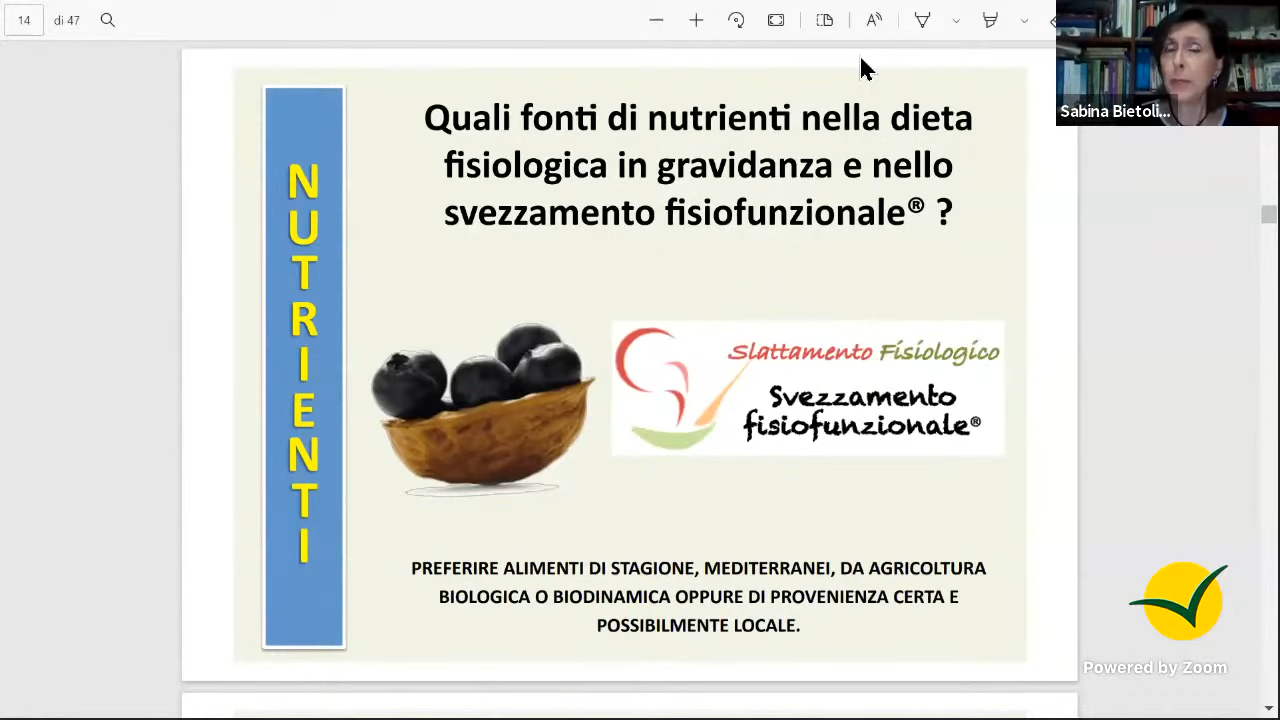 14 di 47
Sabina Bietoli...
NUTRIENTI
Quali fonti di nutrienti nella dieta
fisiologica in gravidanza e nello
svezzamento fisiofunzionale® ?
Slattamento Fisiologico
Svezzamento
fisiofunzionale®
PREFERIRE ALIMENTI DI STAGIONE, MEDITERRANEI, DA AGRICOLTURA
BIOLOGICA O BIODINAMICA OPPURE DI PROVENIENZA CERTA E
POSSIBILMENTE LOCALE.
Powered by Zoom